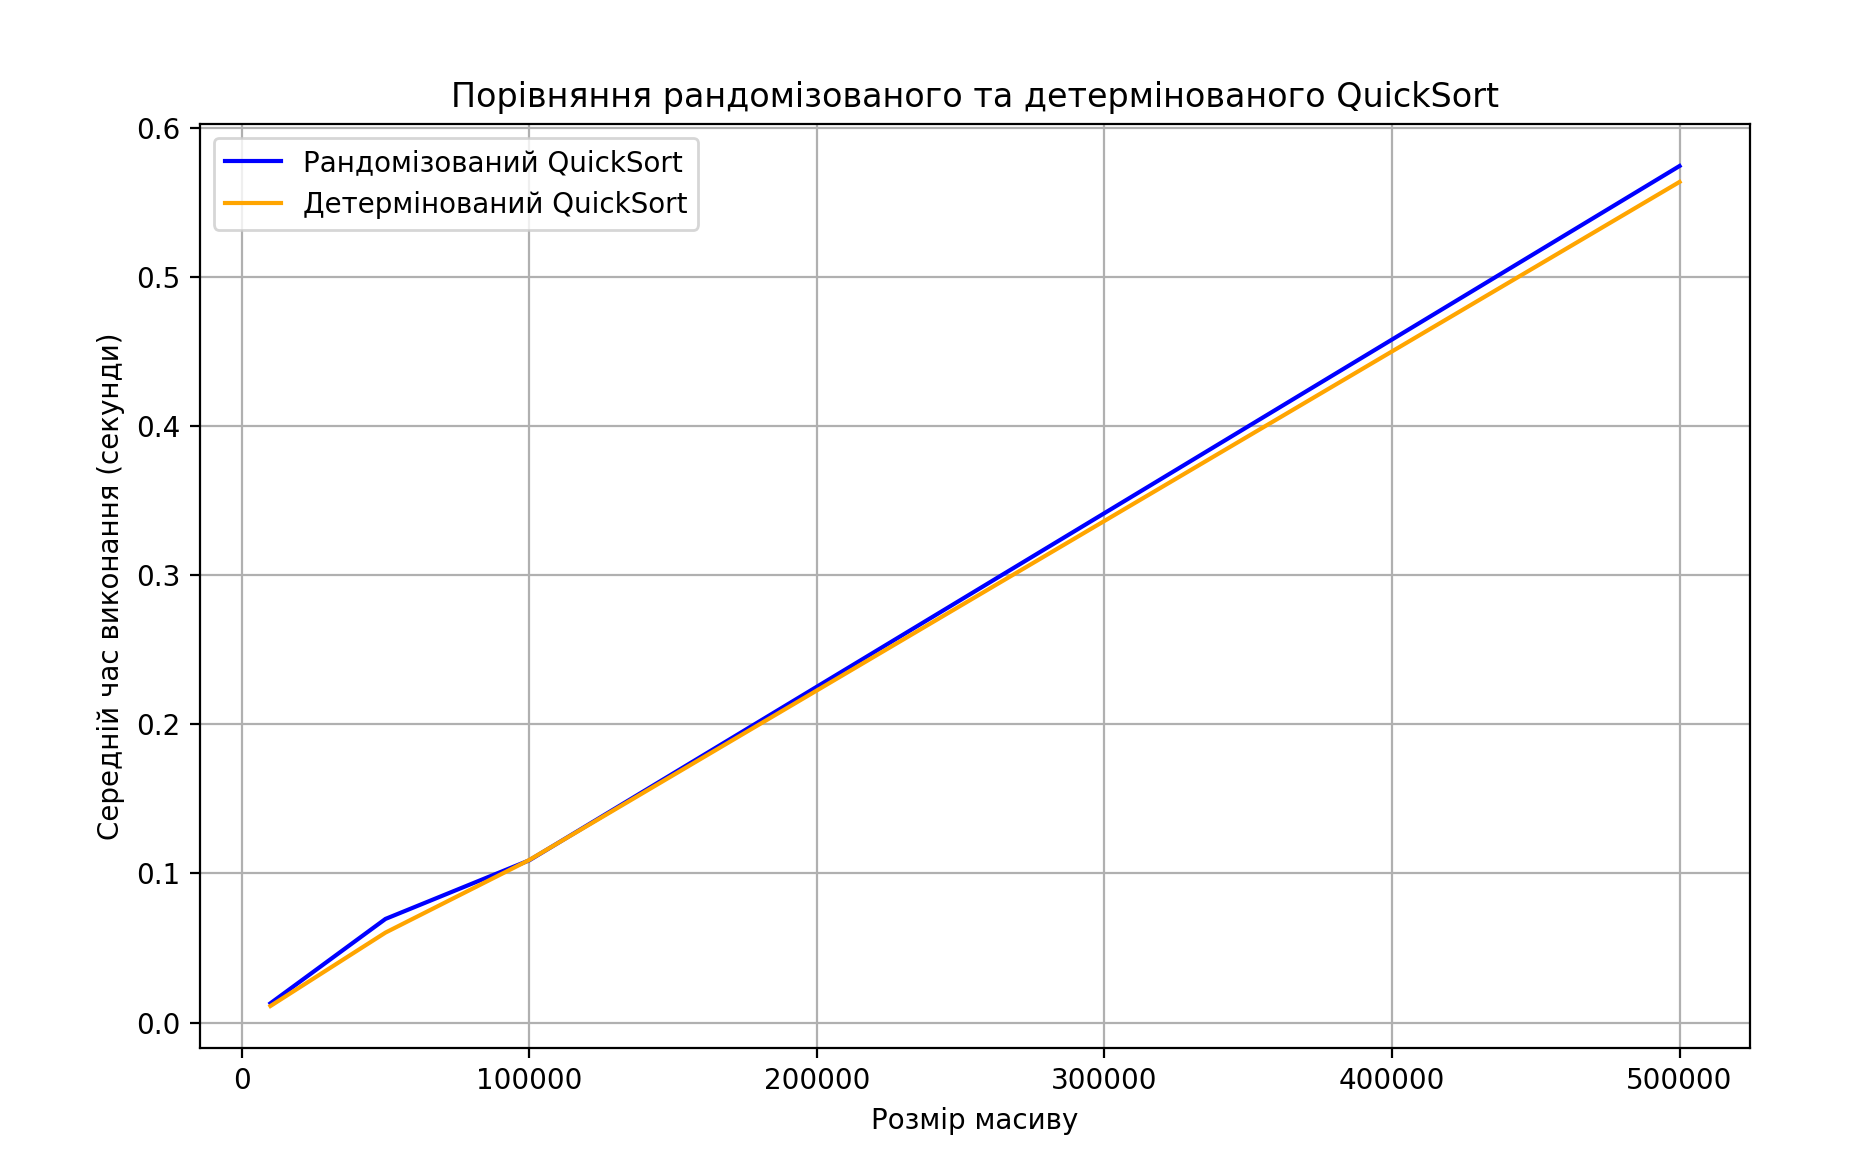 Порівняння рандомізованого та детермінованого QuickSort
Рандомізований QuickSort
Детермінований QuickSort
Середній час виконання (секунди)
0.6
0.5
0.4
0.3
0.2
0.1
0.0
0
100000
200000
300000
400000
500000
Розмір масиву